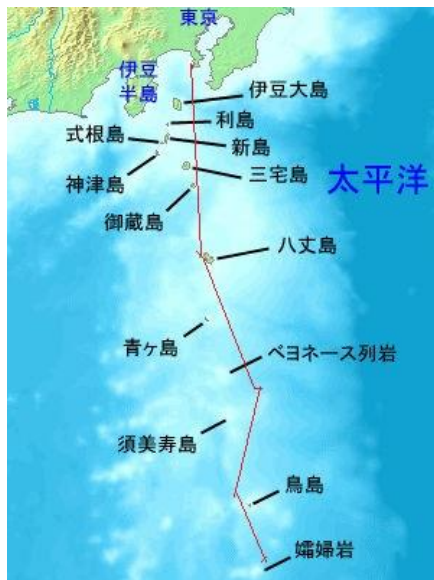 東京
伊豆
半島
伊豆大島
利島
式根島
新島
神津島
三宅島
太平洋
御蔵島
八丈島
青ヶ島
ベヨネース列岩
須美寿島
鳥島
孀婦岩